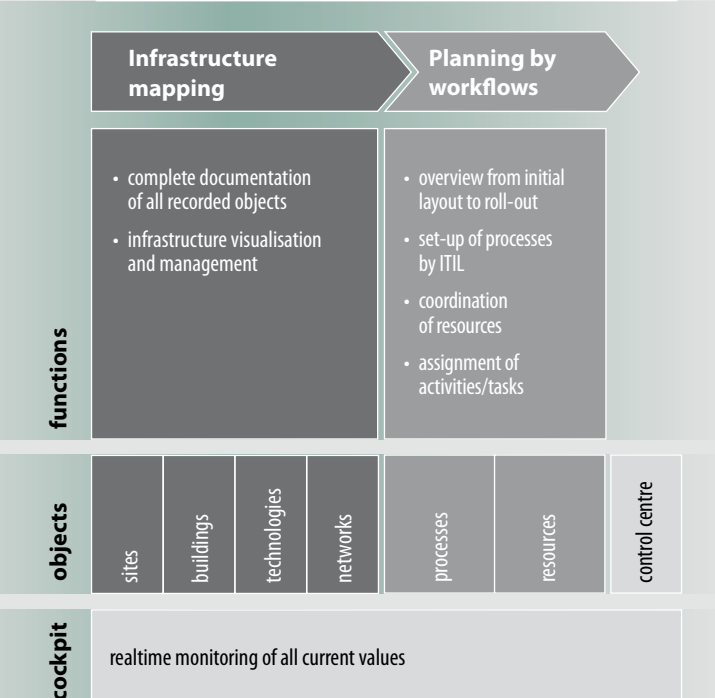 Infrastructure
mapping
Planning by
workflows
functions
• complete documentation
of all recorded objects
• infrastructure visualisation
and management
• overview from initial
layout to roll-out
• set-up of processes
by ITIL
• coordination
of resources
• assignment of
activities/tasks
objects
sites
buildings
technologies
networks
processes
resources
control centre
cockpit
realtime monitoring of all current values